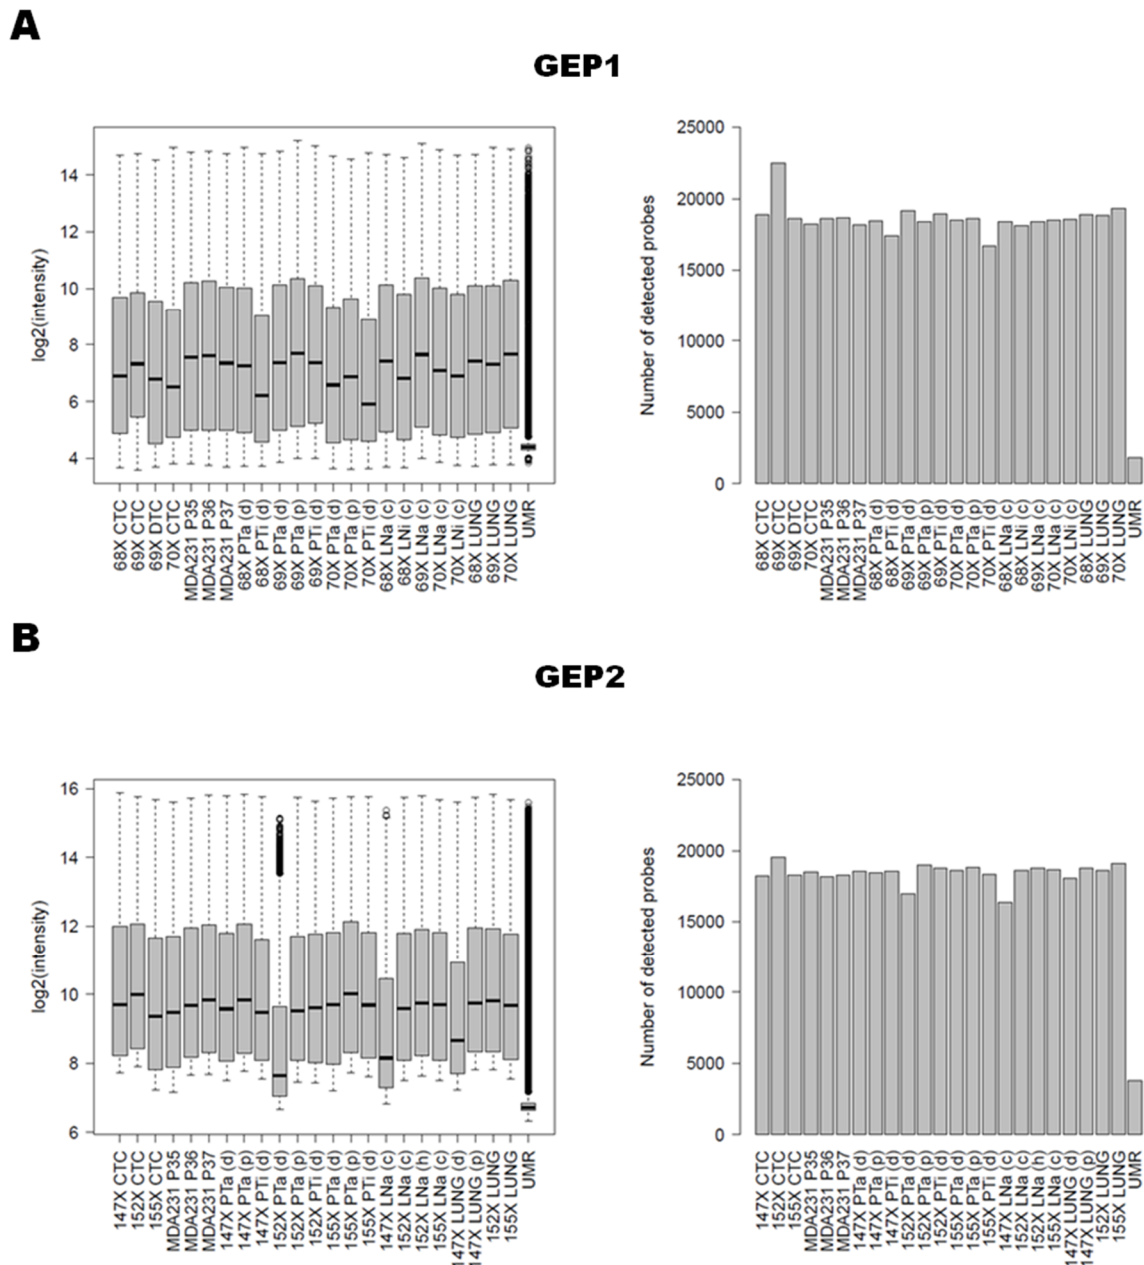 A
GEP1
log2(intensity)
14
12
10
8
6
4
68X CTC
69X CTC
69X DTC
70X CTC
MDA231 P35
MDA231 P36
MDA231 P37
68X PTa (d)
68X PTi (d)
69X PTa (d)
69X PTa (p)
69X PTi (d)
70X PTa (d)
70X PTa (p)
70X PTi (d)
68X LNa (c)
68X LNi (c)
69X LNa (c)
70X LNa (c)
70X LNi (c)
68X LUNG
69X LUNG
70X LUNG
UMR
Number of detected probes
25000
20000
15000
10000
5000
0
68X CTC
69X CTC
69X DTC
70X CTC
MDA231 P35
MDA231 P36
MDA231 P37
68X PTa (d)
68X PTi (d)
69X PTa (d)
69X PTa (p)
69X PTi (d)
70X PTa (d)
70X PTa (p)
70X PTi (d)
68X LNa (c)
68X LNi (c)
69X LNa (c)
70X LNa (c)
70X LNi (c)
68X LUNG
69X LUNG
70X LUNG
UMR
B
GEP2
log2(intensity)
16
14
12
10
8
6
147X CTC
152X CTC
155X CTC
MDA231 P35
MDA231 P36
MDA231 P37
147X PTa (d)
147X PTa (p)
147X PTi (d)
152X PTa (d)
152X PTa (p)
152X PTi (d)
155X PTa (d)
155X PTa (p)
155X PTi (d)
147X LNa (c)
152X LNa (c)
152X LNa (h)
155X LNa (c)
147X LUNG (d)
147X LUNG (p)
152X LUNG
155X LUNG
UMR
Number of detected probes
25000
20000
15000
10000
5000
0
147X CTC
152X CTC
155X CTC
MDA231 P35
MDA231 P36
MDA231 P37
147X PTa (d)
147X PTa (p)
147X PTi (d)
152X PTa (d)
152X PTa (p)
152X PTi (d)
155X PTa (d)
155X PTa (p)
155X PTi (d)
147X LNa (c)
152X LNa (c)
152X LNa (h)
155X LNa (c)
147X LUNG (d)
147X LUNG (p)
152X LUNG
155X LUNG
UMR